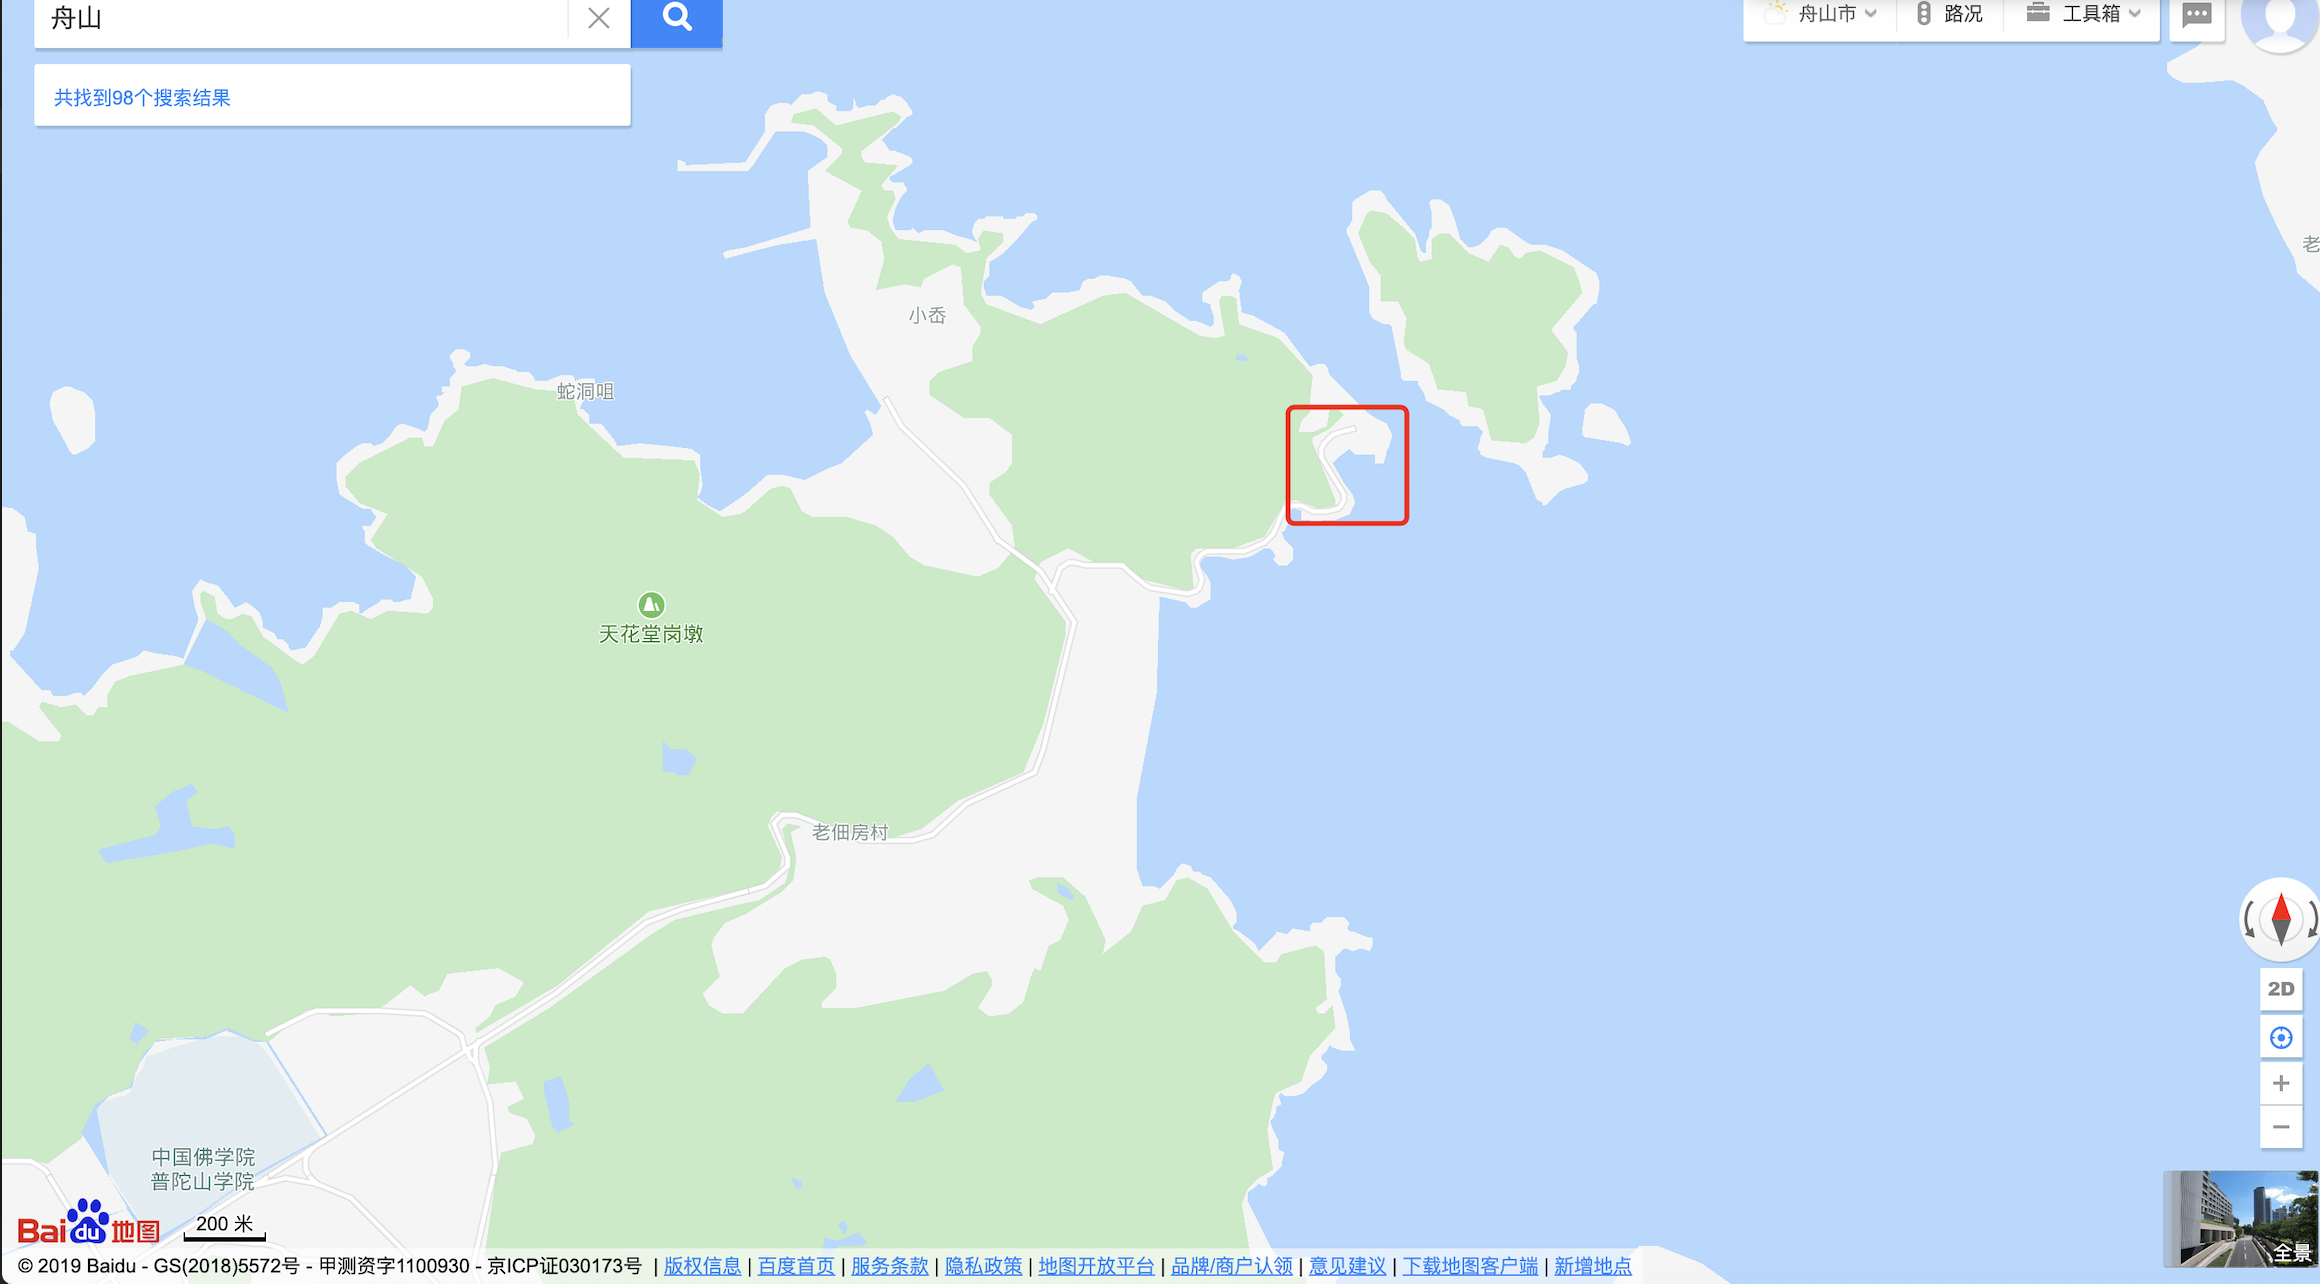 舟山
舟山市
路况
工具箱
共找到98个搜索结果
老
小岙
蛇洞咀
天花堂岗墩
老佃房村
2D
中国佛学院
普陀山学院
Bai du 地图
200 米
全景
© 2019 Baidu - GS(2018)5572号 - 甲测资字1100930 - 京ICP证030173号 | 版权信息 | 百度首页 | 服务条款 | 隐私政策 | 地图开放平台 | 品牌/商户认领 | 意见建议 | 下载地图客户端 | 新增地点